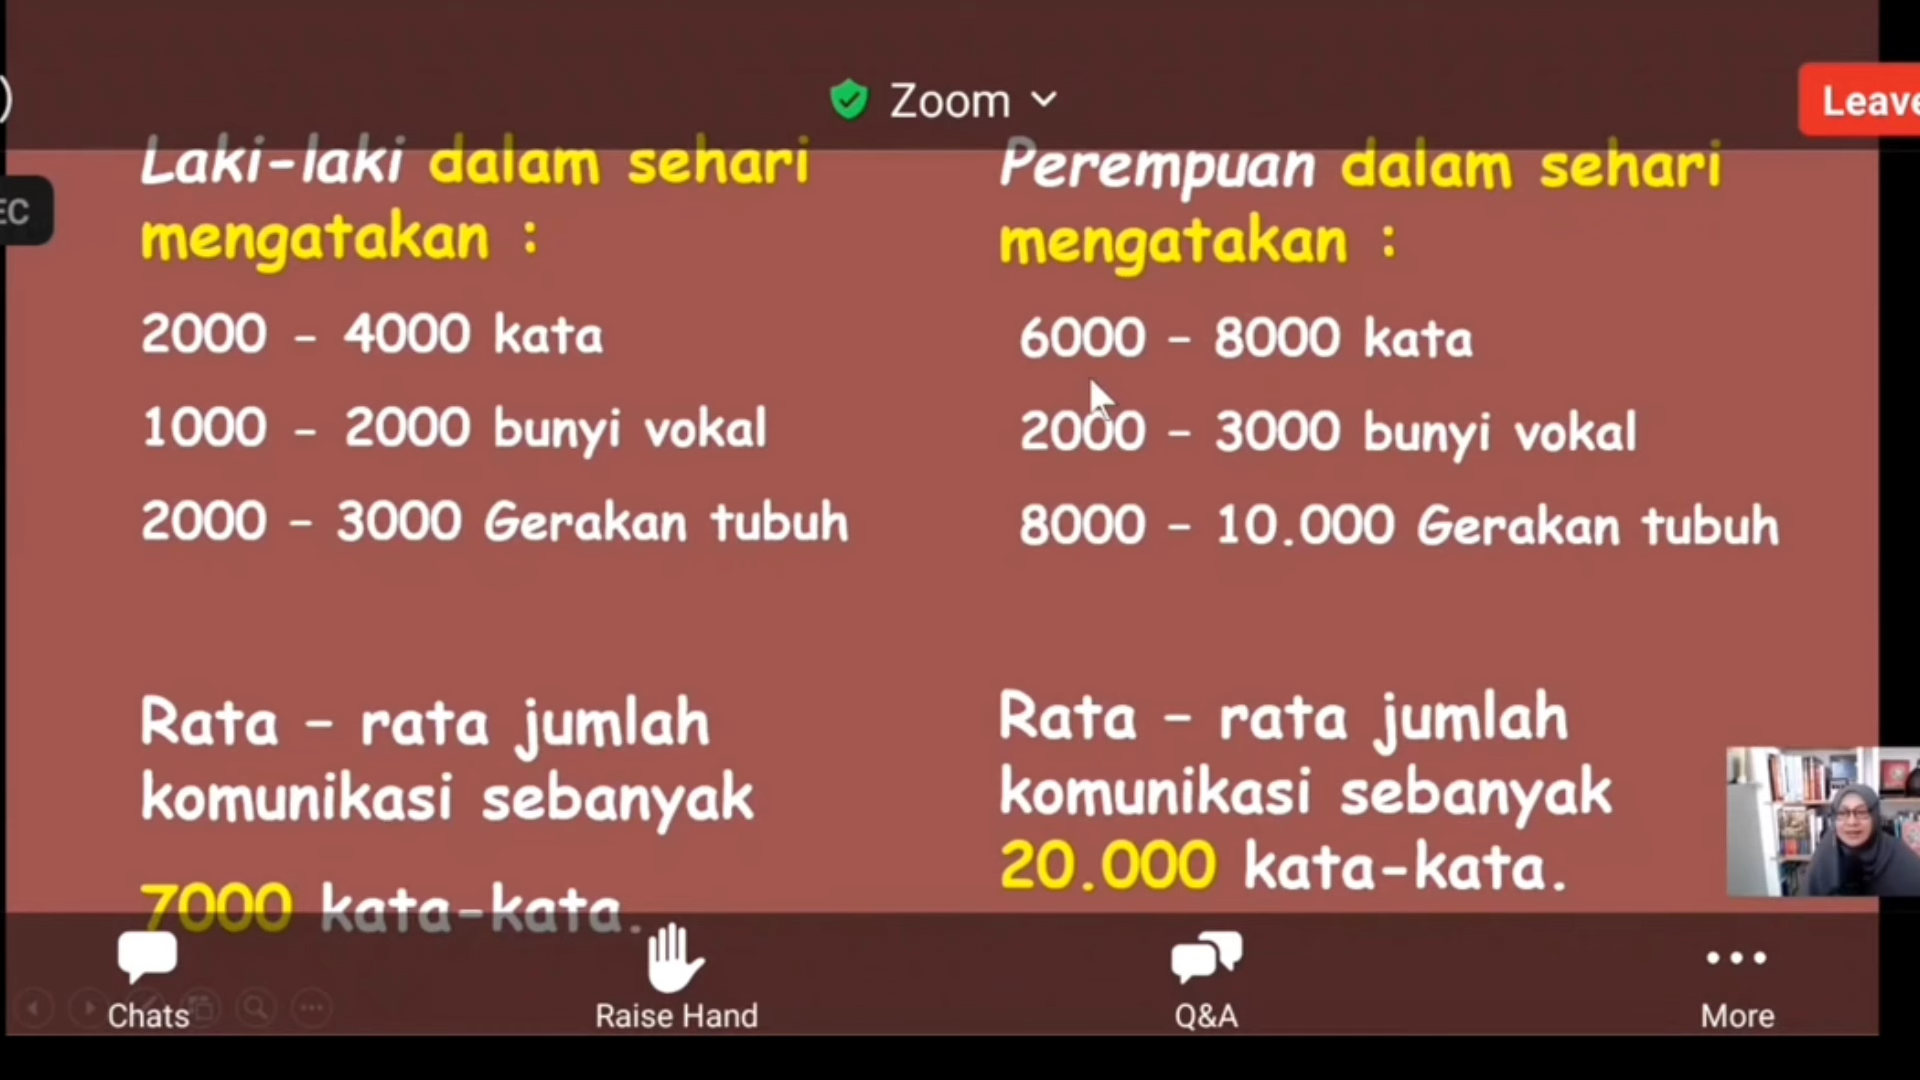 Zoom
Leave
EC
Laki-laki dalam sehari
mengatakan :
2000 - 4000 kata
1000 - 2000 bunyi vokal
2000 - 3000 Gerakan tubuh
Rata - rata jumlah
komunikasi sebanyak
7000 kata-kata.
Perempuan dalam sehari
mengatakan :
6000 - 8000 kata
2000 - 3000 bunyi vokal
8000 - 10.000 Gerakan tubuh
Rata - rata jumlah
komunikasi sebanyak
20.000 kata-kata.
Chats
Raise Hand
Q&A
More